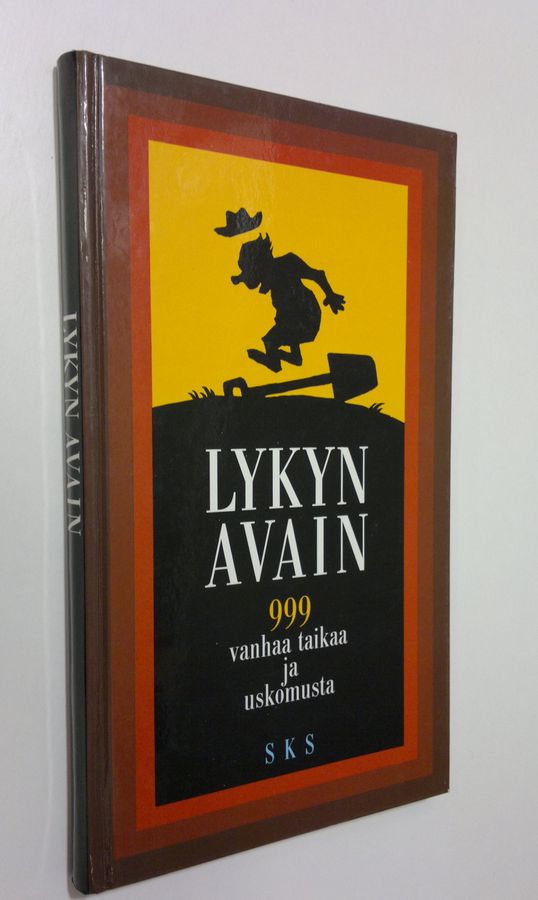 LYKYN AVAIN
LYKYN
AVAIN
999
vanhaa taikaa
ja
uskomusta
SKS